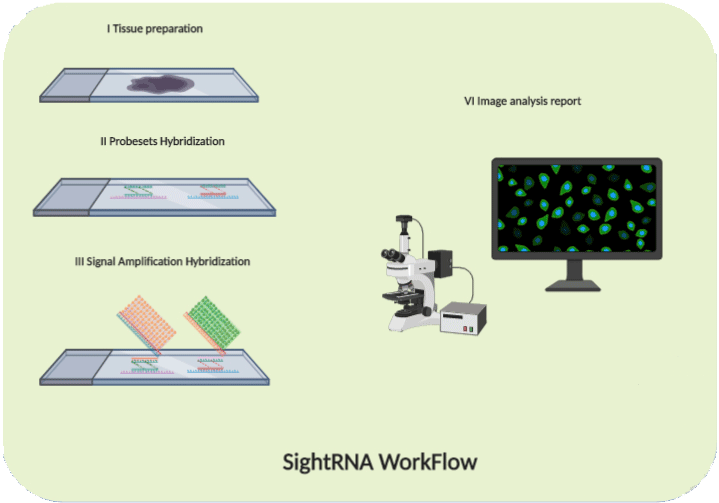 I Tissue preparation
II Probesets Hybridization
III Signal Amplification Hybridization
VI Image analysis report
SightRNA WorkFlow